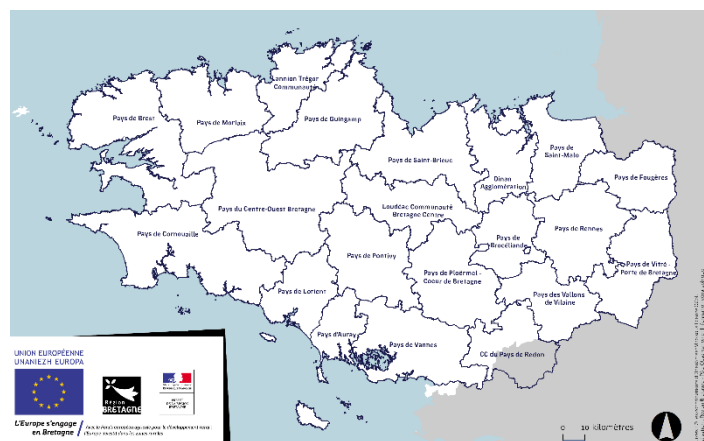 Lannion Trégor
Communauté
Pays de Brest
Pays de Morlaix
Pays de Guingamp
Pays de
Saint-Malo
Pays de Saint-Brieuc
Dinan
Agglomération
Pays de Fougères
Pays du Centre-Ouest Bretagne
Loudéac Communauté
Bretagne Centre
Pays de Cornouaille
Pays de
Brocéliande
Pays de Rennes
Pays de Pontivy
Pays de Ploërmel -
Coeur de Bretagne
Pays de Vitré -
Porte de Bretagne
Pays de Lorient
Pays des Vallons
de Vilaine
Pays d'Auray
Pays de Vannes
CC du Pays de Redon
UNION EUROPÉENNE
UNANIEZH EUROPA
Région
BRETAGNE
L'Europe s'engage
en Bretagne
0 10 kilomètres